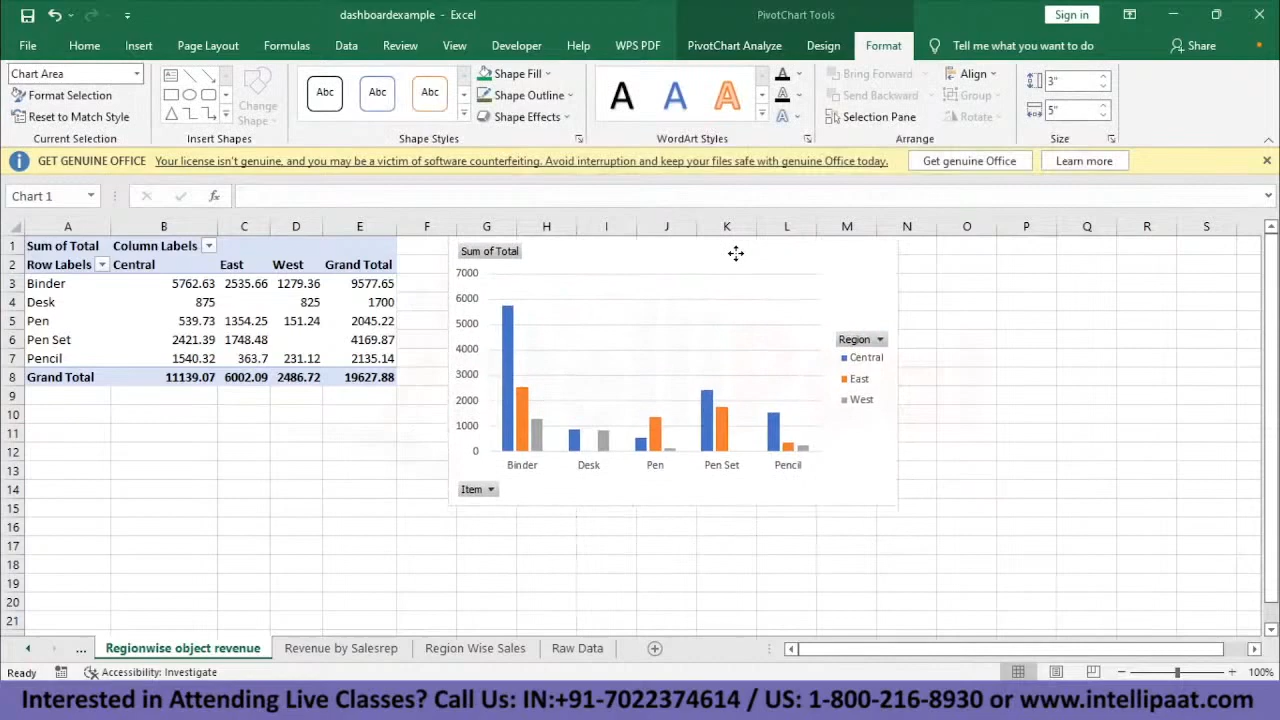 dashboardexample - Excel
PivotChart Tools
Sign in
File Home Insert Page Layout Formulas Data Review View Developer Help WPS PDF PivotChart Analyze Design Format Tell me what you want to do Share
Chart Area
Format Selection
Reset to Match Style
Current Selection
Change
Shape
Insert Shapes
Abc Abc Abc
Shape Fill
Shape Outline
Shape Effects
Shape Styles
A A A
WordArt Styles
Bring Forward
Send Backward
Selection Pane
Align
Group
Rotate
Arrange
3"
5"
Size
GET GENUINE OFFICE Your license isn't genuine, and you may be a victim of software counterfeiting. Avoid interruption and keep your files safe with genuine Office today. Get genuine Office Learn more
Chart 1 fx
A B C D E F G H I J K L M N O P Q R S
1 Sum of Total Column Labels
2 Row Labels Central East West Grand Total
3 Binder 5762.63 2535.66 1279.36 9577.65
4 Desk 875 825 1700
5 Pen 539.73 1354.25 151.24 2045.22
6 Pen Set 2421.39 1748.48 4169.87
7 Pencil 1540.32 363.7 231.12 2135.14
8 Grand Total 11139.07 6002.09 2486.72 19627.88
9
10
11
12
13
14
15
16
17
18
19
20
21
Sum of Total
7000
6000
5000
4000
3000
2000
1000
0
Binder Desk Pen Pen Set Pencil
Item
Region
Central
East
West
... Regionwise object revenue Revenue by Salesrep Region Wise Sales Raw Data
Ready Accessibility: Investigate 100%
Interested in Attending Live Classes? Call Us: IN:+91-7022374614 / US: 1-800-216-8930 or www.intellipaat.com